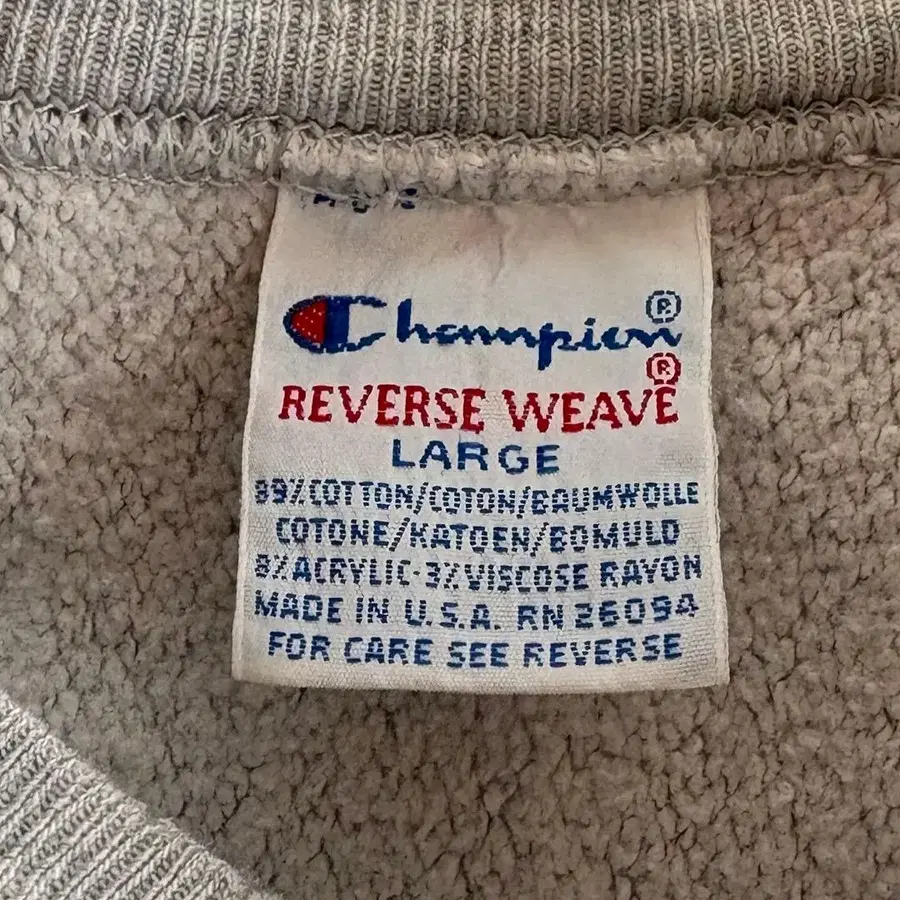 Champion®
REVERSE WEAVE®
LARGE
89% COTTON/COTON/BAUMWOLLE
COTONE/KATOEN/BOMULD
8% ACRYLIC·3% VISCOSE RAYON
MADE IN U.S.A. RN 26094
FOR CARE SEE REVERSE